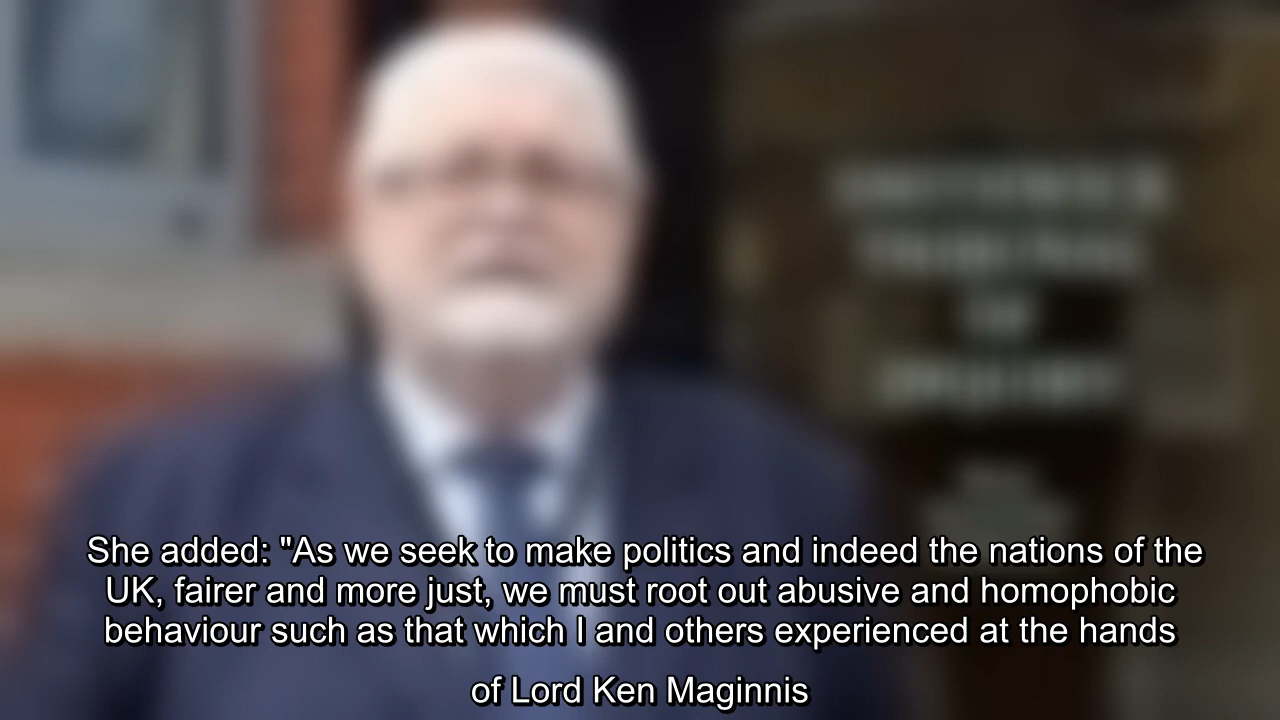 She added: "As we seek to make politics and indeed the nations of the
UK, fairer and more just, we must root out abusive and homophobic
behaviour such as that which I and others experienced at the hands
of Lord Ken Maginnis